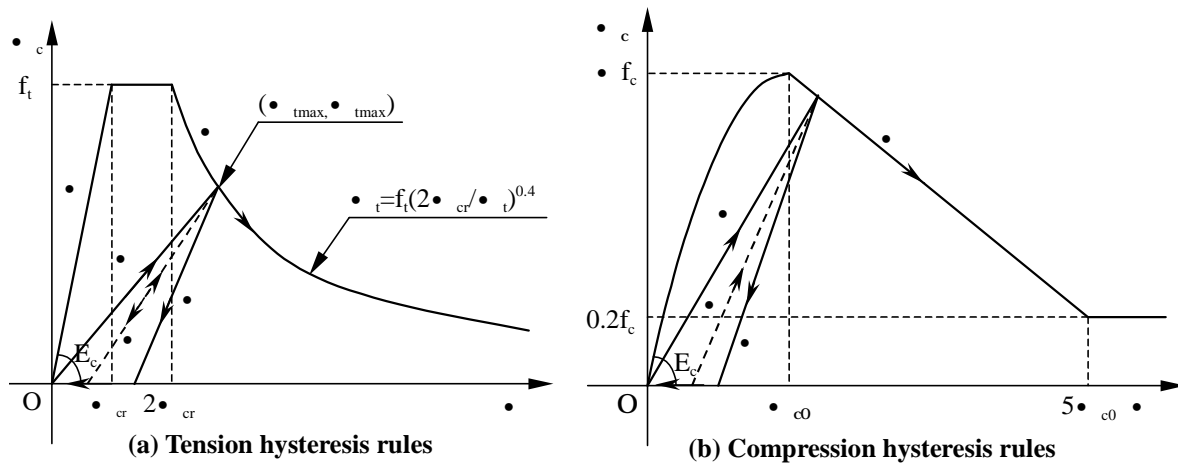 • c
f t
(• tmax, • tmax)
• t=f t(2• cr/• t)0.4
E c
O
• cr
2• cr
•
(a) Tension hysteresis rules
• c
• f c
0.2f c
E c
O
• c0
5• c0 •
(b) Compression hysteresis rules